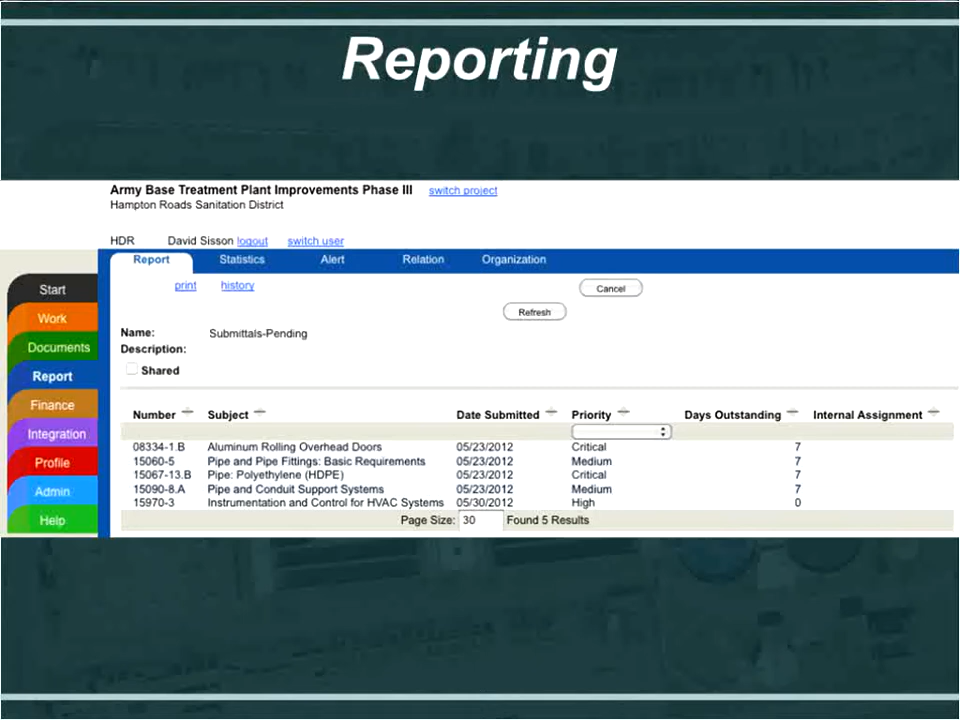 Reporting
Army Base Treatment Plant Improvements Phase III switch project
Hampton Roads Sanitation District
HDR David Sisson logout switch user
Report Statistics Alert Relation Organization
print history Cancel
Refresh
Name: Submittals-Pending
Description:
Shared
Start
Work
Documents
Report
Finance
Integration
Profile
Admin
Help
Number Subject Date Submitted Priority Days Outstanding Internal Assignment
08334-1.B Aluminum Rolling Overhead Doors 05/23/2012 Critical 7
15060-5 Pipe and Pipe Fittings: Basic Requirements 05/23/2012 Medium 7
15067-13.B Pipe: Polyethylene (HDPE) 05/23/2012 Critical 7
15090-8.A Pipe and Conduit Support Systems 05/23/2012 Medium 7
15970-3 Instrumentation and Control for HVAC Systems 05/30/2012 High 0
Page Size: 30 Found 5 Results